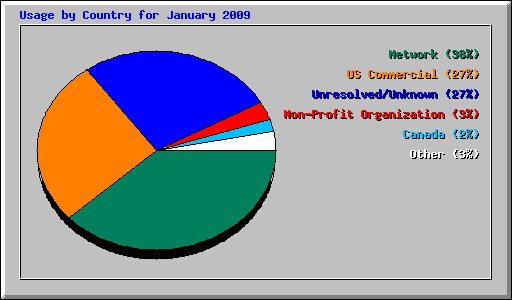 Usage by Country for January 2009
Network (38%)
US Commercial (27%)
Unresolved/Unknown (27%)
Non-Profit Organization (3%)
Canada (2%)
Other (3%)